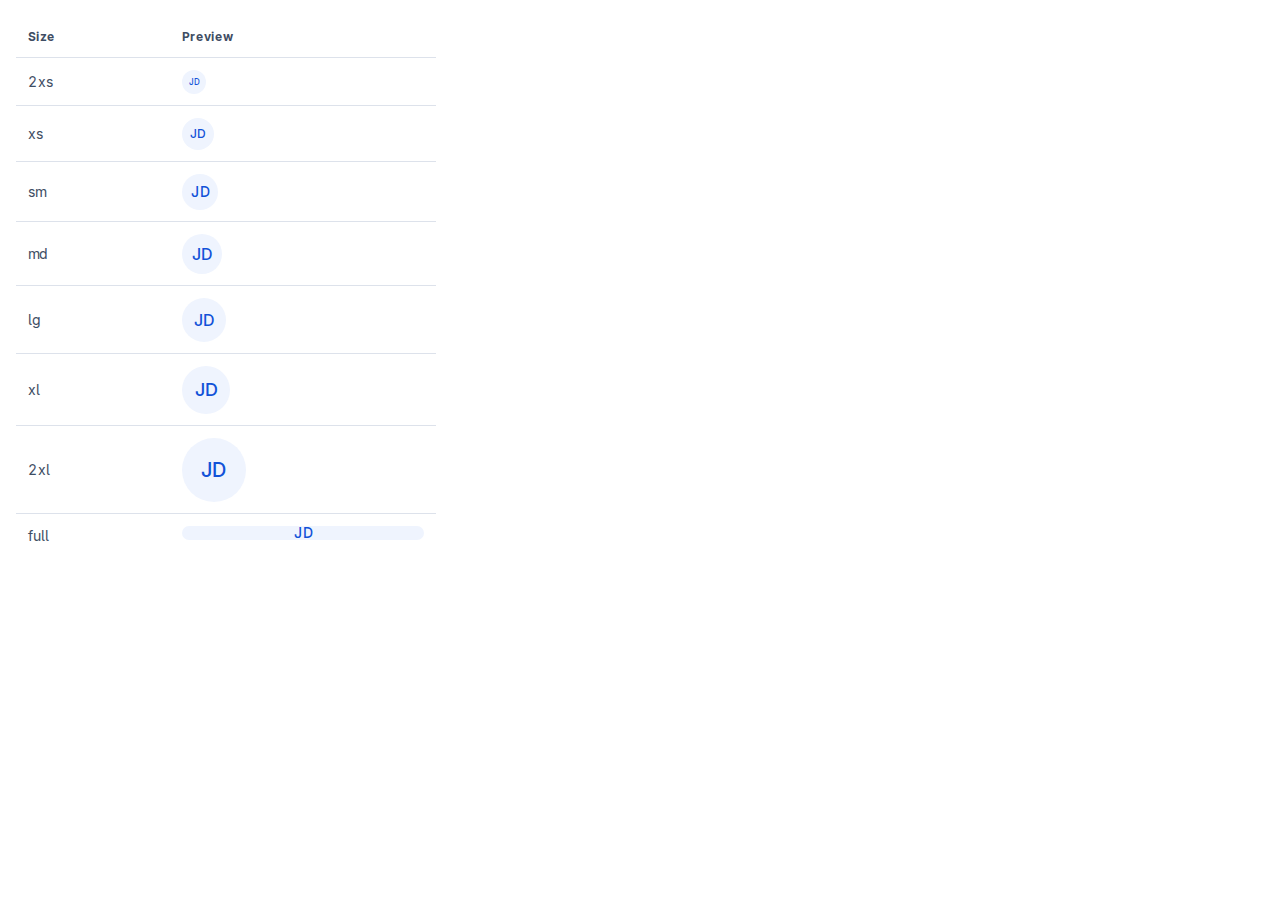 Size Preview
2xs JD
xs JD
sm JD
md JD
lg JD
xl JD
2xl JD
full JD